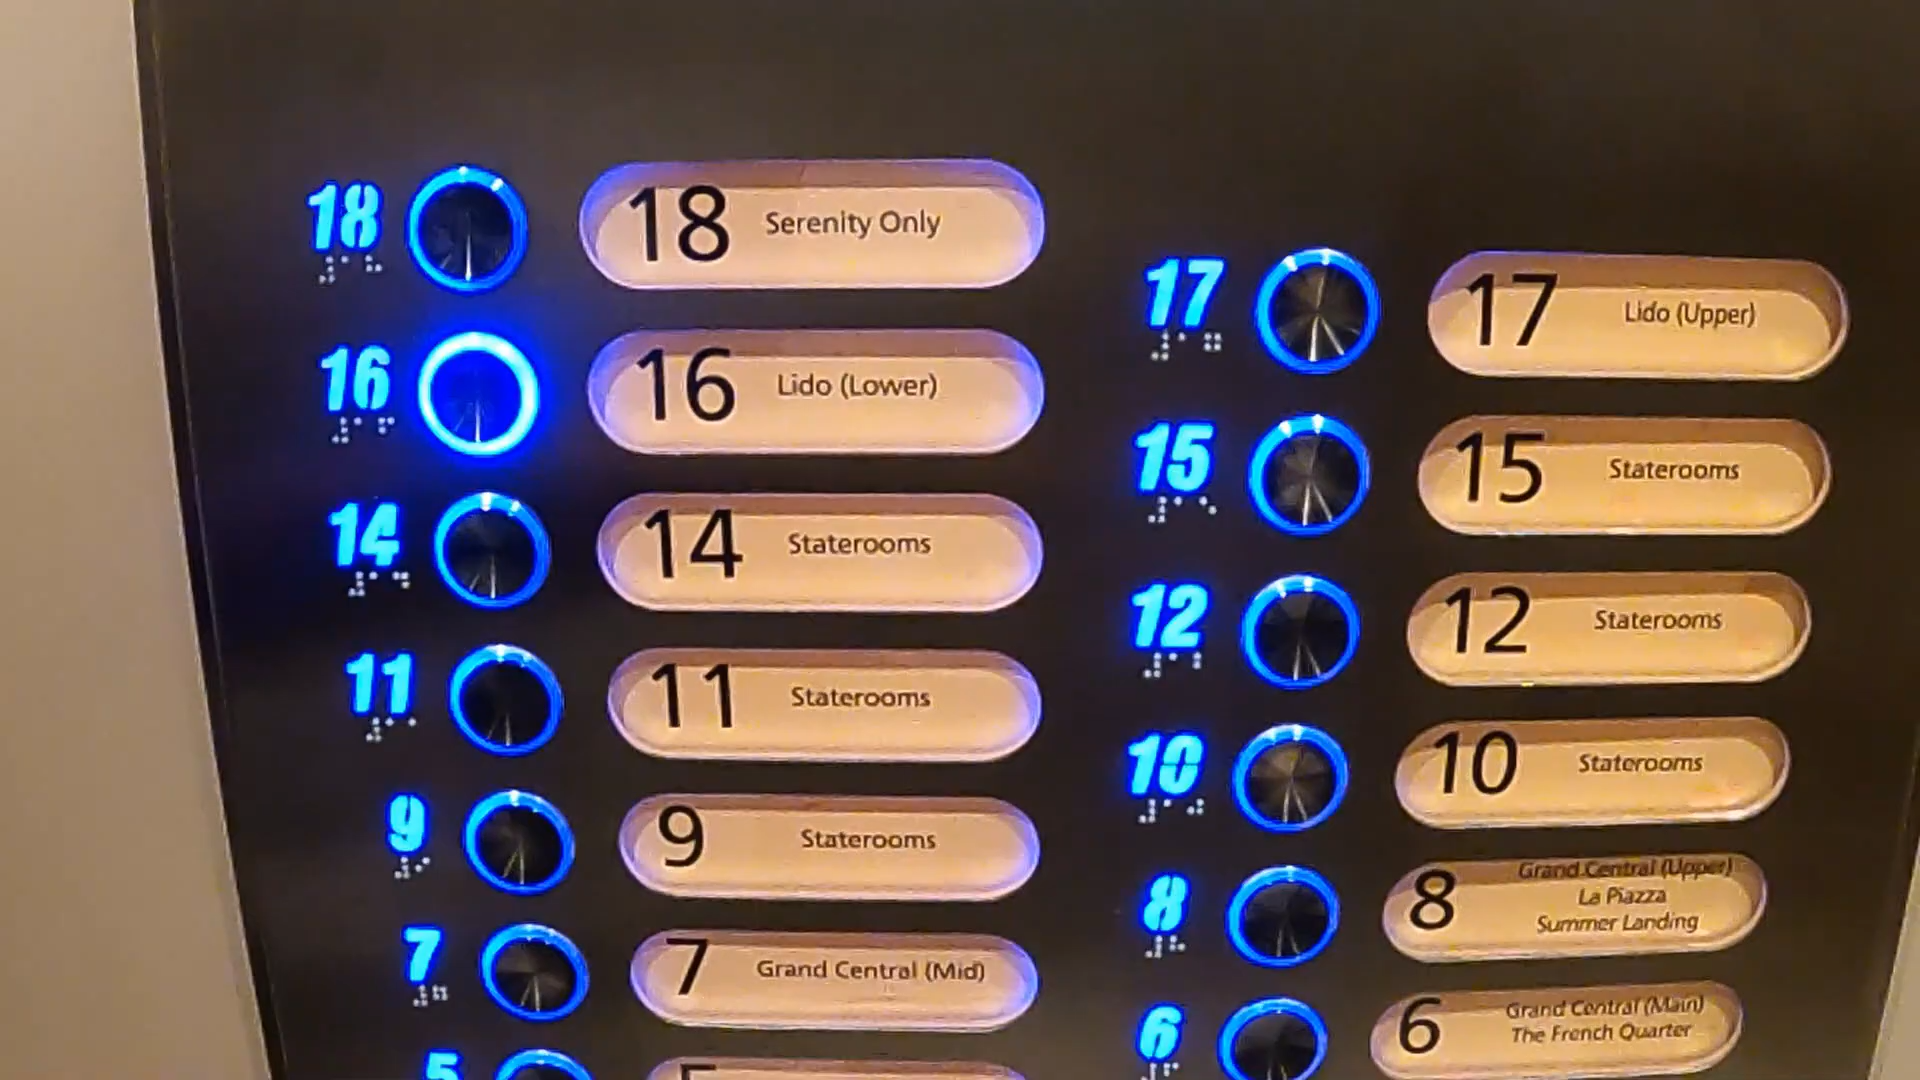 18 18 Serenity Only
17 17 Lido (Upper)
16 16 Lido (Lower)
15 15 Staterooms
14 14 Staterooms
12 12 Staterooms
11 11 Staterooms
10 10 Staterooms
9 9 Staterooms
8 8 Grand Central (Upper)
La Piazza
Summer Landing
7 7 Grand Central (Mid)
6 6 Grand Central (Main)
The French Quarter
5 5